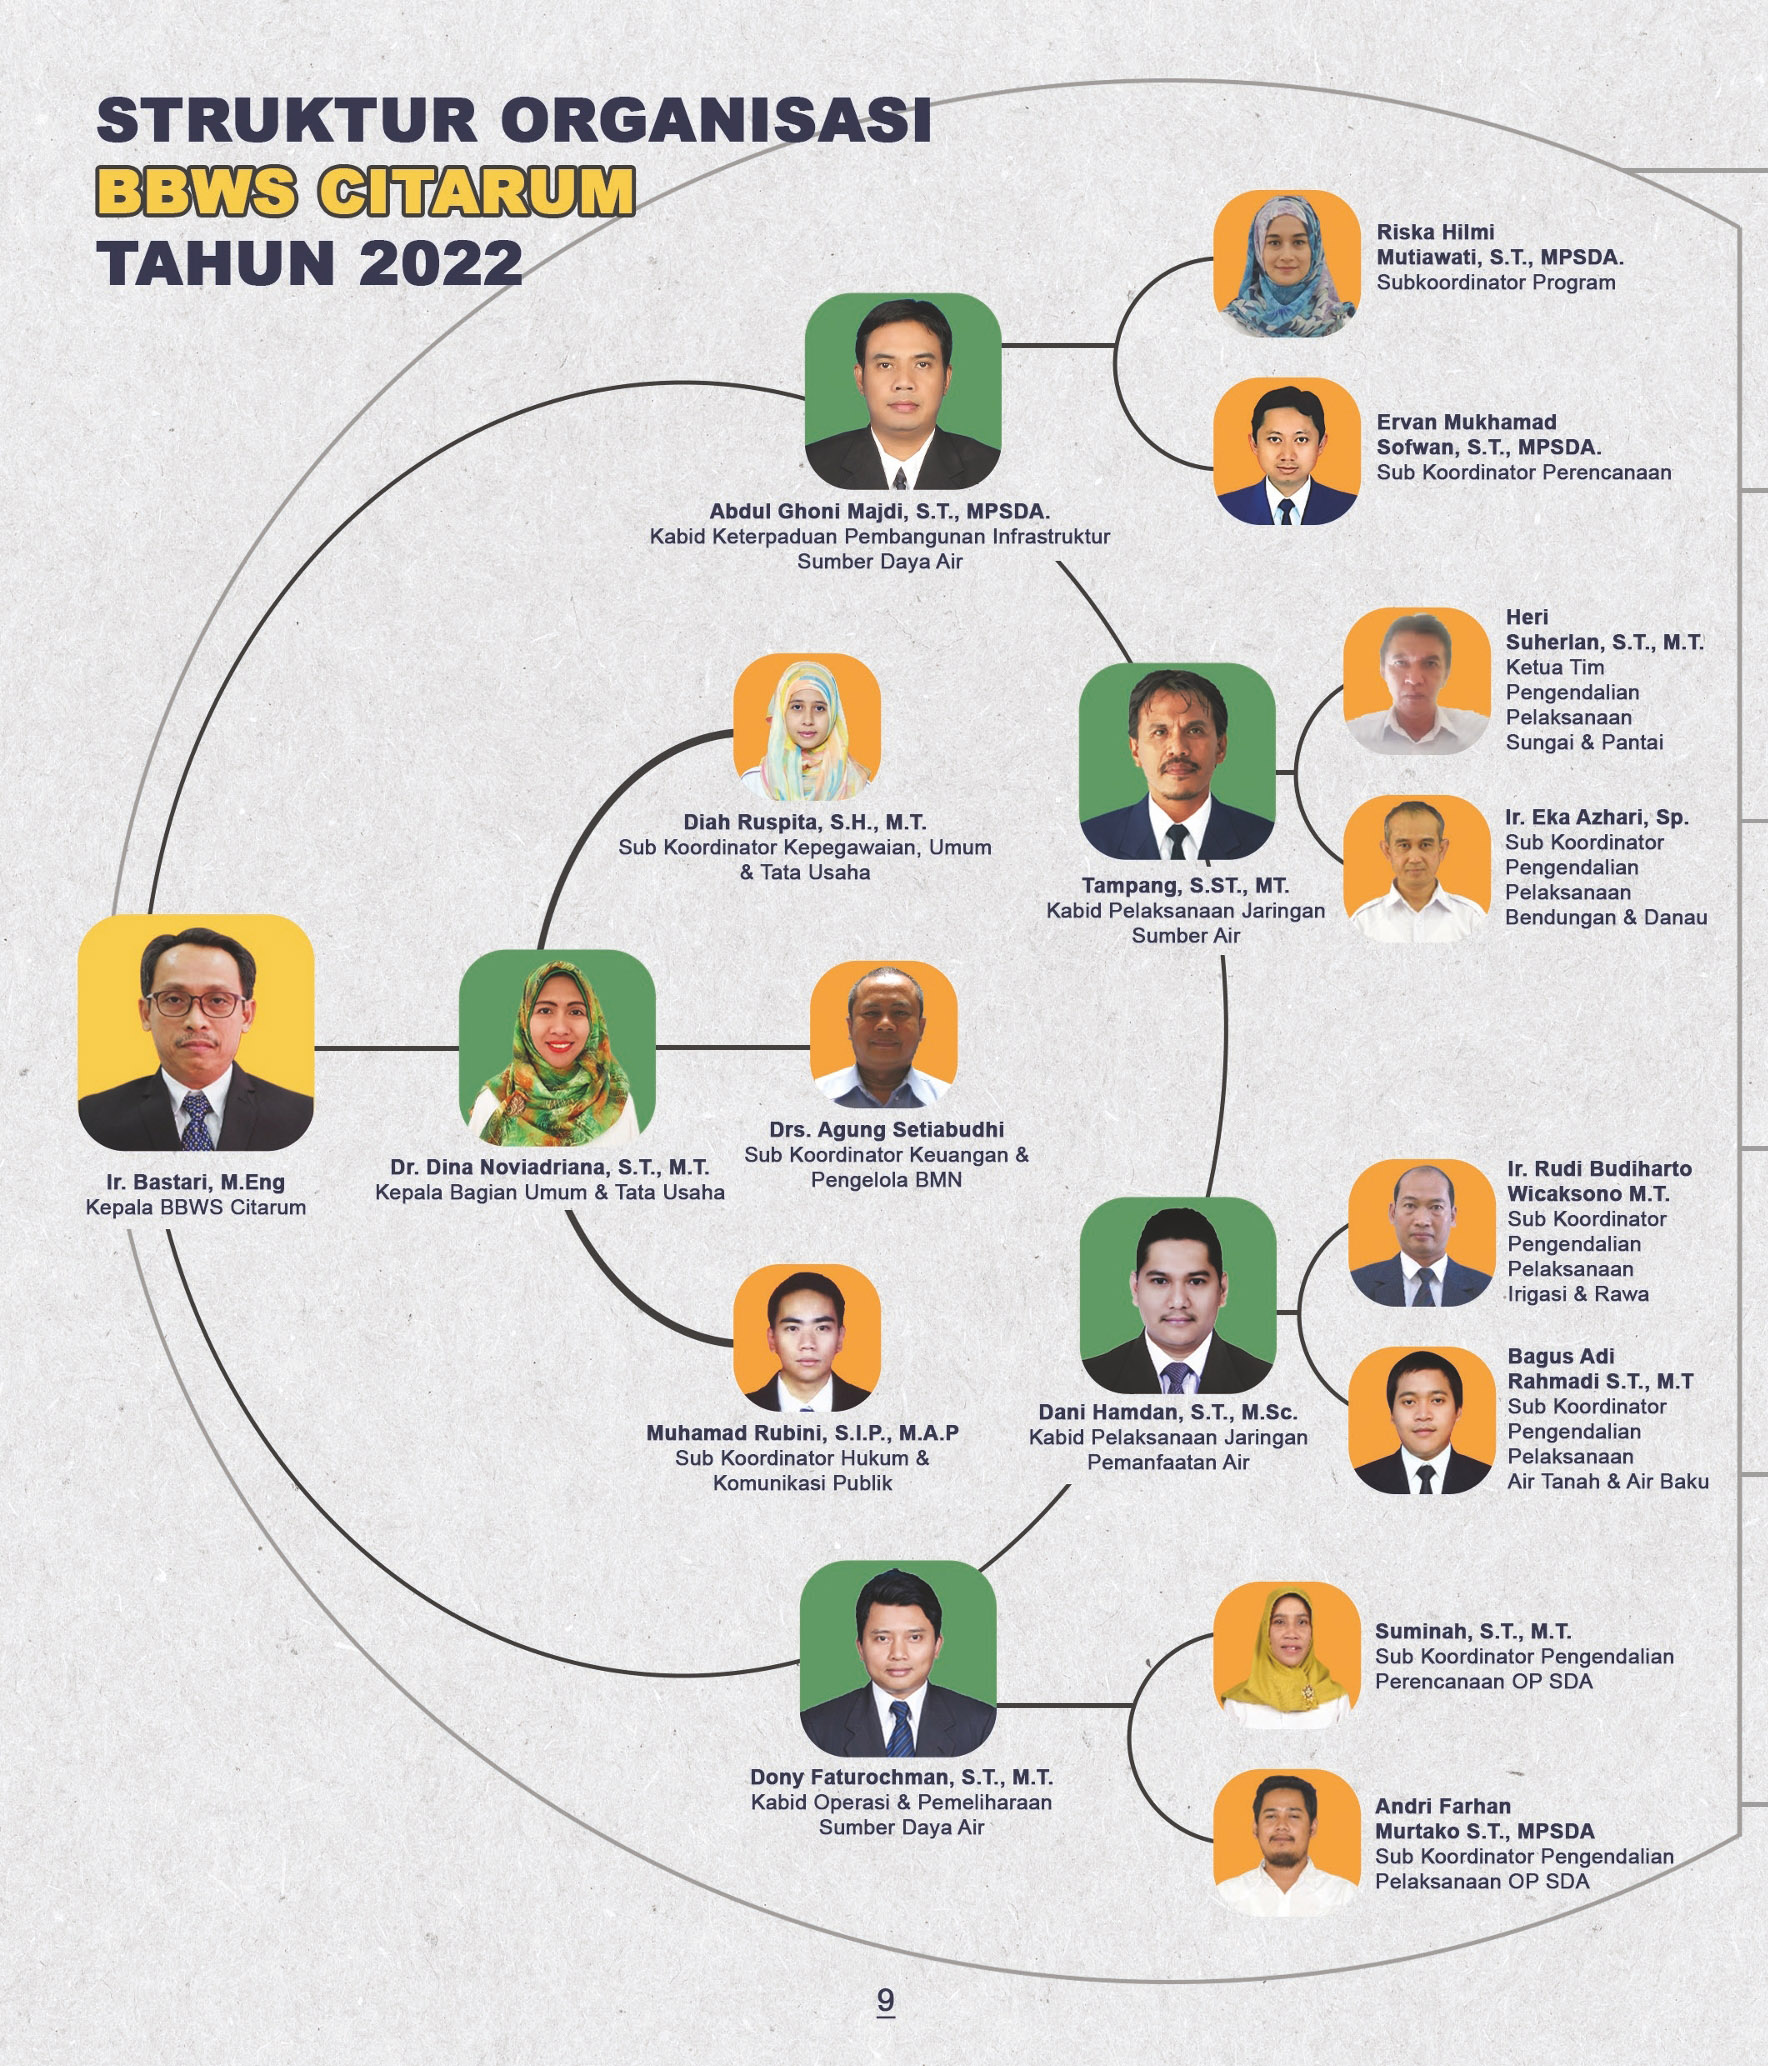 STRUKTUR ORGANISASI
BBWS CITARUM
TAHUN 2022
Riska Hilmi
Mutiawati, S.T., MPSDA.
Subkoordinator Program
Ervan Mukhamad
Sofwan, S.T., MPSDA.
Sub Koordinator Perencanaan
Abdul Ghoni Majdi, S.T., MPSDA.
Kabid Keterpaduan Pembangunan Infrastruktur
Sumber Daya Air
Heri
Suherlan, S.T., M.T.
Ketua Tim
Pengendalian
Pelaksanaan
Sungai & Pantai
Ir. Eka Azhari, Sp.
Sub Koordinator
Pengendalian
Pelaksanaan
Bendungan & Danau
Tampang, S.ST., MT.
Kabid Pelaksanaan Jaringan
Sumber Air
Diah Ruspita, S.H., M.T.
Sub Koordinator Kepegawaian, Umum
& Tata Usaha
Drs. Agung Setiabudhi
Sub Koordinator Keuangan &
Pengelola BMN
Ir. Bastari, M.Eng
Kepala BBWS Citarum
Dr. Dina Noviadriana, S.T., M.T.
Kepala Bagian Umum & Tata Usaha
Muhamad Rubini, S.I.P., M.A.P
Sub Koordinator Hukum &
Komunikasi Publik
Ir. Rudi Budiharto
Wicaksono M.T.
Sub Koordinator
Pengendalian
Pelaksanaan
Irigasi & Rawa
Bagus Adi
Rahmadi S.T., M.T
Sub Koordinator
Pengendalian
Pelaksanaan
Air Tanah & Air Baku
Dani Hamdan, S.T., M.Sc.
Kabid Pelaksanaan Jaringan
Pemanfaatan Air
Suminah, S.T., M.T.
Sub Koordinator Pengendalian
Perencanaan OP SDA
Dony Faturochman, S.T., M.T.
Kabid Operasi & Pemeliharaan
Sumber Daya Air
Andri Farhan
Murtako S.T., MPSDA
Sub Koordinator Pengendalian
Pelaksanaan OP SDA
9